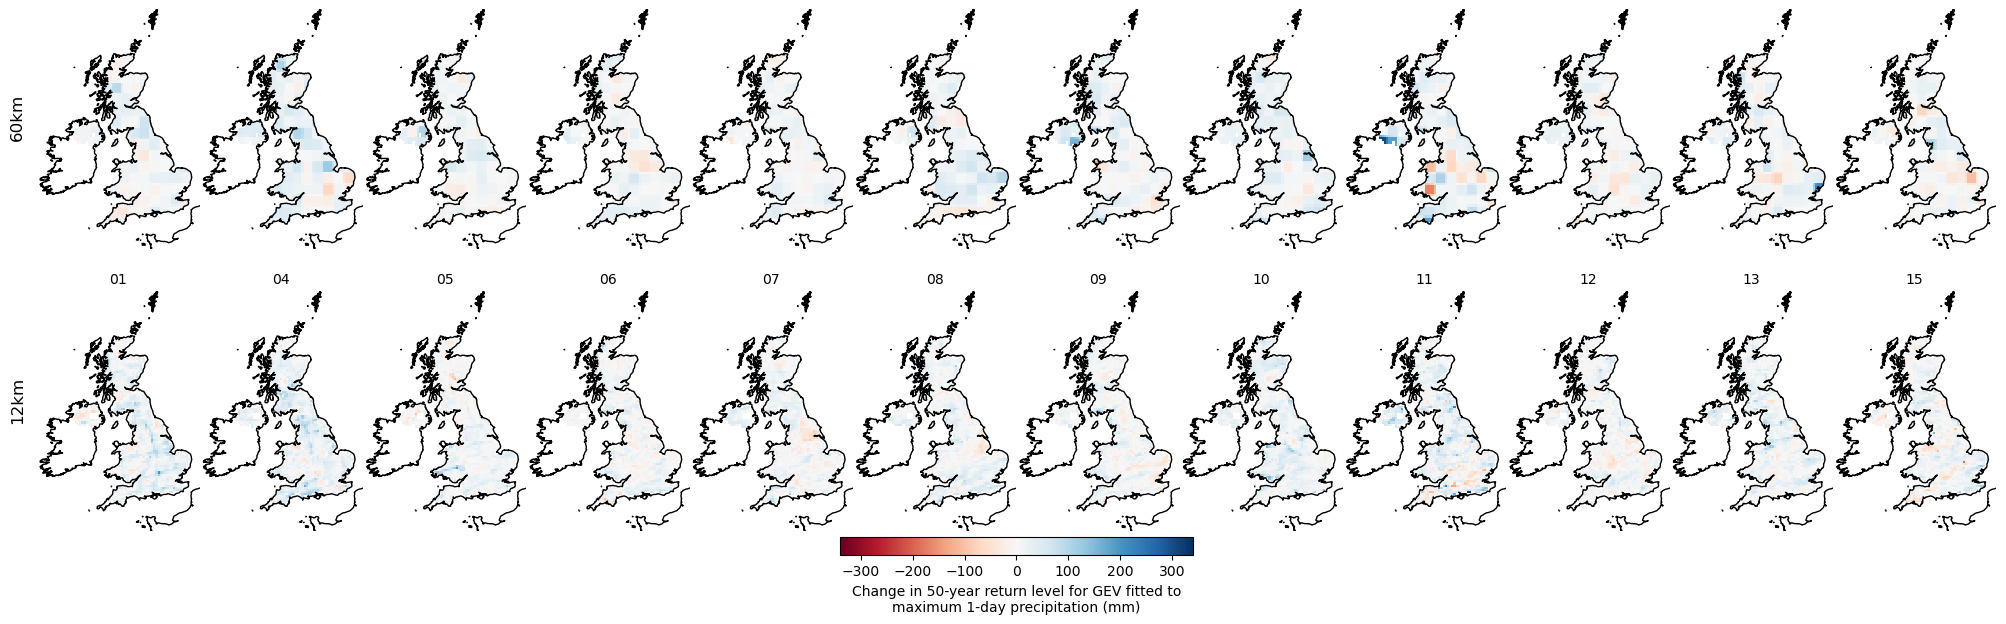 60km
01 04 05 06 07 08 09 10 11 12 13 15
12km
−300 −200 −100 0 100 200 300
Change in 50-year return level for GEV fitted to
maximum 1-day precipitation (mm)